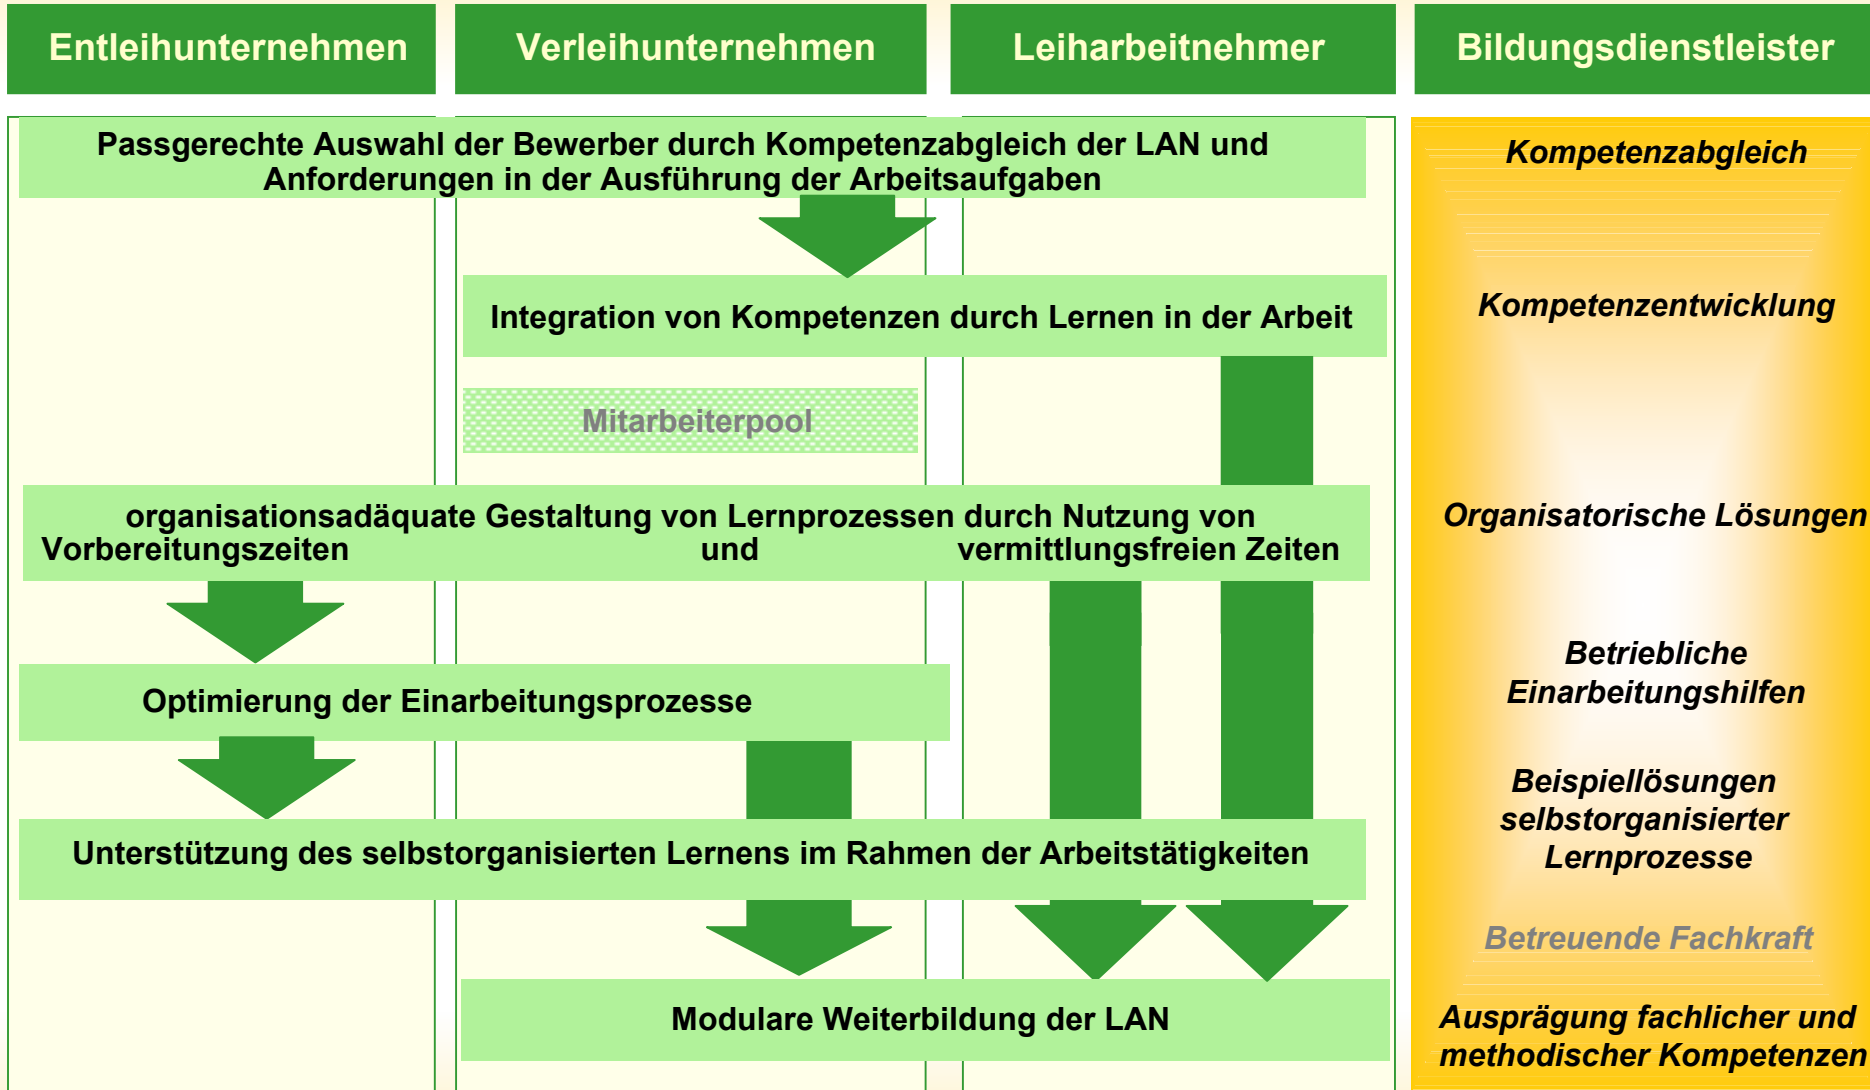 Entleihunternehmen
Verleihunternehmen
Leiharbeitnehmer
Bildungsdienstleister
Passgerechte Auswahl der Bewerber durch Kompetenzabgleich der LAN und
Anforderungen in der Ausführung der Arbeitsaufgaben
Kompetenzabgleich
Integration von Kompetenzen durch Lernen in der Arbeit
Kompetenzentwicklung
Mitarbeiterpool
organisationsadäquate Gestaltung von Lernprozessen durch Nutzung von
Vorbereitungszeiten und vermittlungsfreien Zeiten
Organisatorische Lösungen
Optimierung der Einarbeitungsprozesse
Betriebliche
Einarbeitungshilfen
Unterstützung des selbstorganisierten Lernens im Rahmen der Arbeitstätigkeiten
Beispiellösungen
selbstorganisierter
Lernprozesse
Betreuende Fachkraft
Modulare Weiterbildung der LAN
Ausprägung fachlicher und
methodischer Kompetenzen